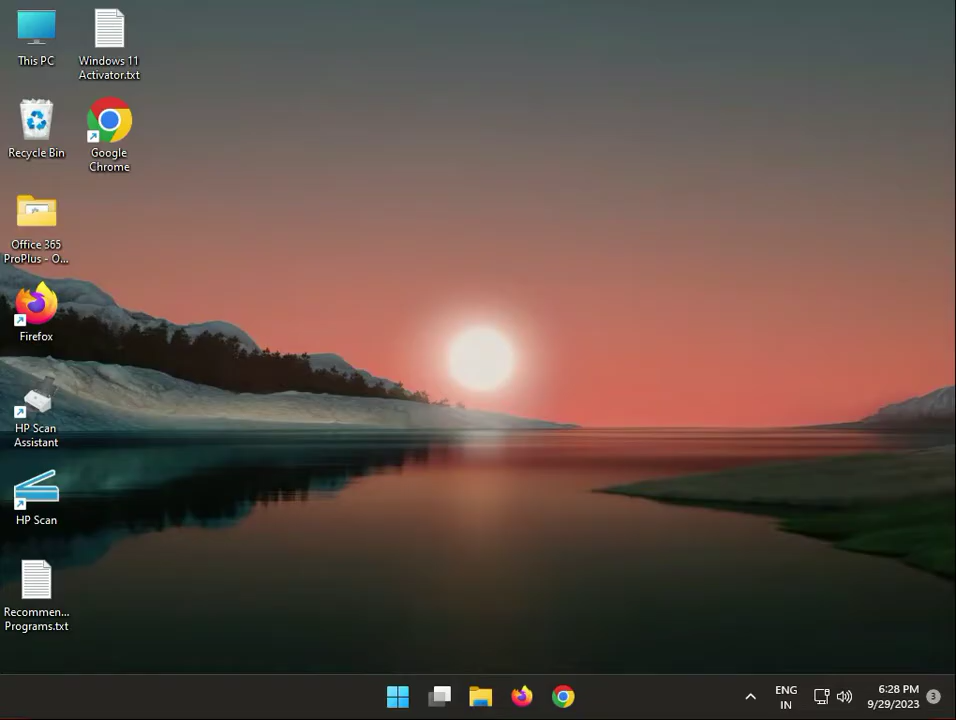 This PC
Windows 11
Activator.txt
Recycle Bin
Google
Chrome
Office 365
ProPlus - O...
Firefox
HP Scan
Assistant
HP Scan
Recommen...
Programs.txt
ENG
IN
6:28 PM
9/29/2023
3